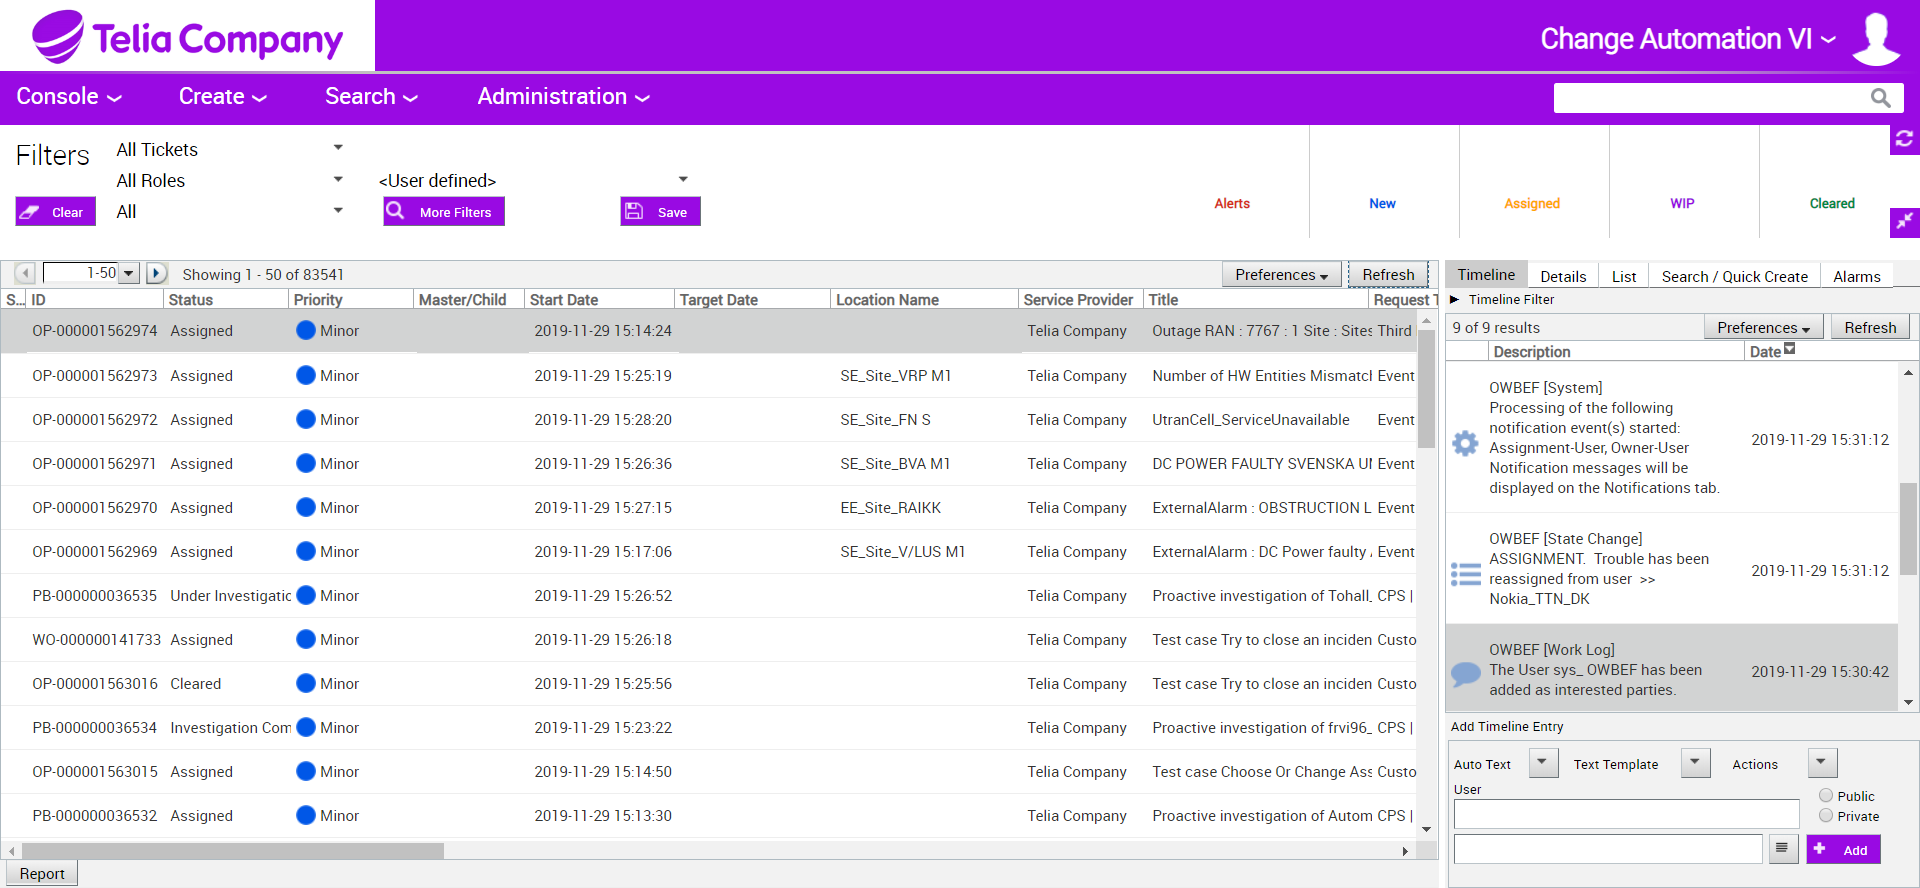 Telia Company
Change Automation VI
Console
Create
Search
Administration
Filters
All Tickets
All Roles
<User defined>
Clear
All
More Filters
Save
Alerts
New
Assigned
WIP
Cleared
1-50
Showing 1 - 50 of 83541
Preferences
Refresh
S... ID Status Priority Master/Child Start Date Target Date Location Name Service Provider Title Request T
OP-000001562974 Assigned Minor 2019-11-29 15:14:24 Telia Company Outage RAN : 7767 : 1 Site : Sites Third
OP-000001562973 Assigned Minor 2019-11-29 15:25:19 SE_Site_VRP M1 Telia Company Number of HW Entities Mismatch Event
OP-000001562972 Assigned Minor 2019-11-29 15:28:20 SE_Site_FN S Telia Company UtranCell_ServiceUnavailable Event
OP-000001562971 Assigned Minor 2019-11-29 15:26:36 SE_Site_BVA M1 Telia Company DC POWER FAULTY SVENSKA UI Event
OP-000001562970 Assigned Minor 2019-11-29 15:27:15 EE_Site_RAIKK Telia Company ExternalAlarm : OBSTRUCTION L Event
OP-000001562969 Assigned Minor 2019-11-29 15:17:06 SE_Site_V/LUS M1 Telia Company ExternalAlarm : DC Power faulty Event
PB-000000036535 Under Investigatic Minor 2019-11-29 15:26:52 Telia Company Proactive investigation of Tohall_ CPS |
WO-000000141733 Assigned Minor 2019-11-29 15:26:18 Telia Company Test case Try to close an inciden Custo
OP-000001563016 Cleared Minor 2019-11-29 15:25:56 Telia Company Test case Try to close an inciden Custo
PB-000000036534 Investigation Com Minor 2019-11-29 15:23:22 Telia Company Proactive investigation of frvi96_ CPS |
OP-000001563015 Assigned Minor 2019-11-29 15:14:50 Telia Company Test case Choose Or Change Ass Custo
PB-000000036532 Assigned Minor 2019-11-29 15:13:30 Telia Company Proactive investigation of Autom CPS |
Report
Timeline
Details
List
Search / Quick Create
Alarms
Timeline Filter
9 of 9 results
Preferences
Refresh
Description
Date
OWBEF [System]
Processing of the following
notification event(s) started:
Assignment-User, Owner-User
Notification messages will be
displayed on the Notifications tab.
2019-11-29 15:31:12
OWBEF [State Change]
ASSIGNMENT. Trouble has been
reassigned from user >>
Nokia_TTN_DK
2019-11-29 15:31:12
OWBEF [Work Log]
The User sys_ OWBEF has been
added as interested parties.
2019-11-29 15:30:42
Add Timeline Entry
Auto Text
Text Template
Actions
User
Public
Private
Add